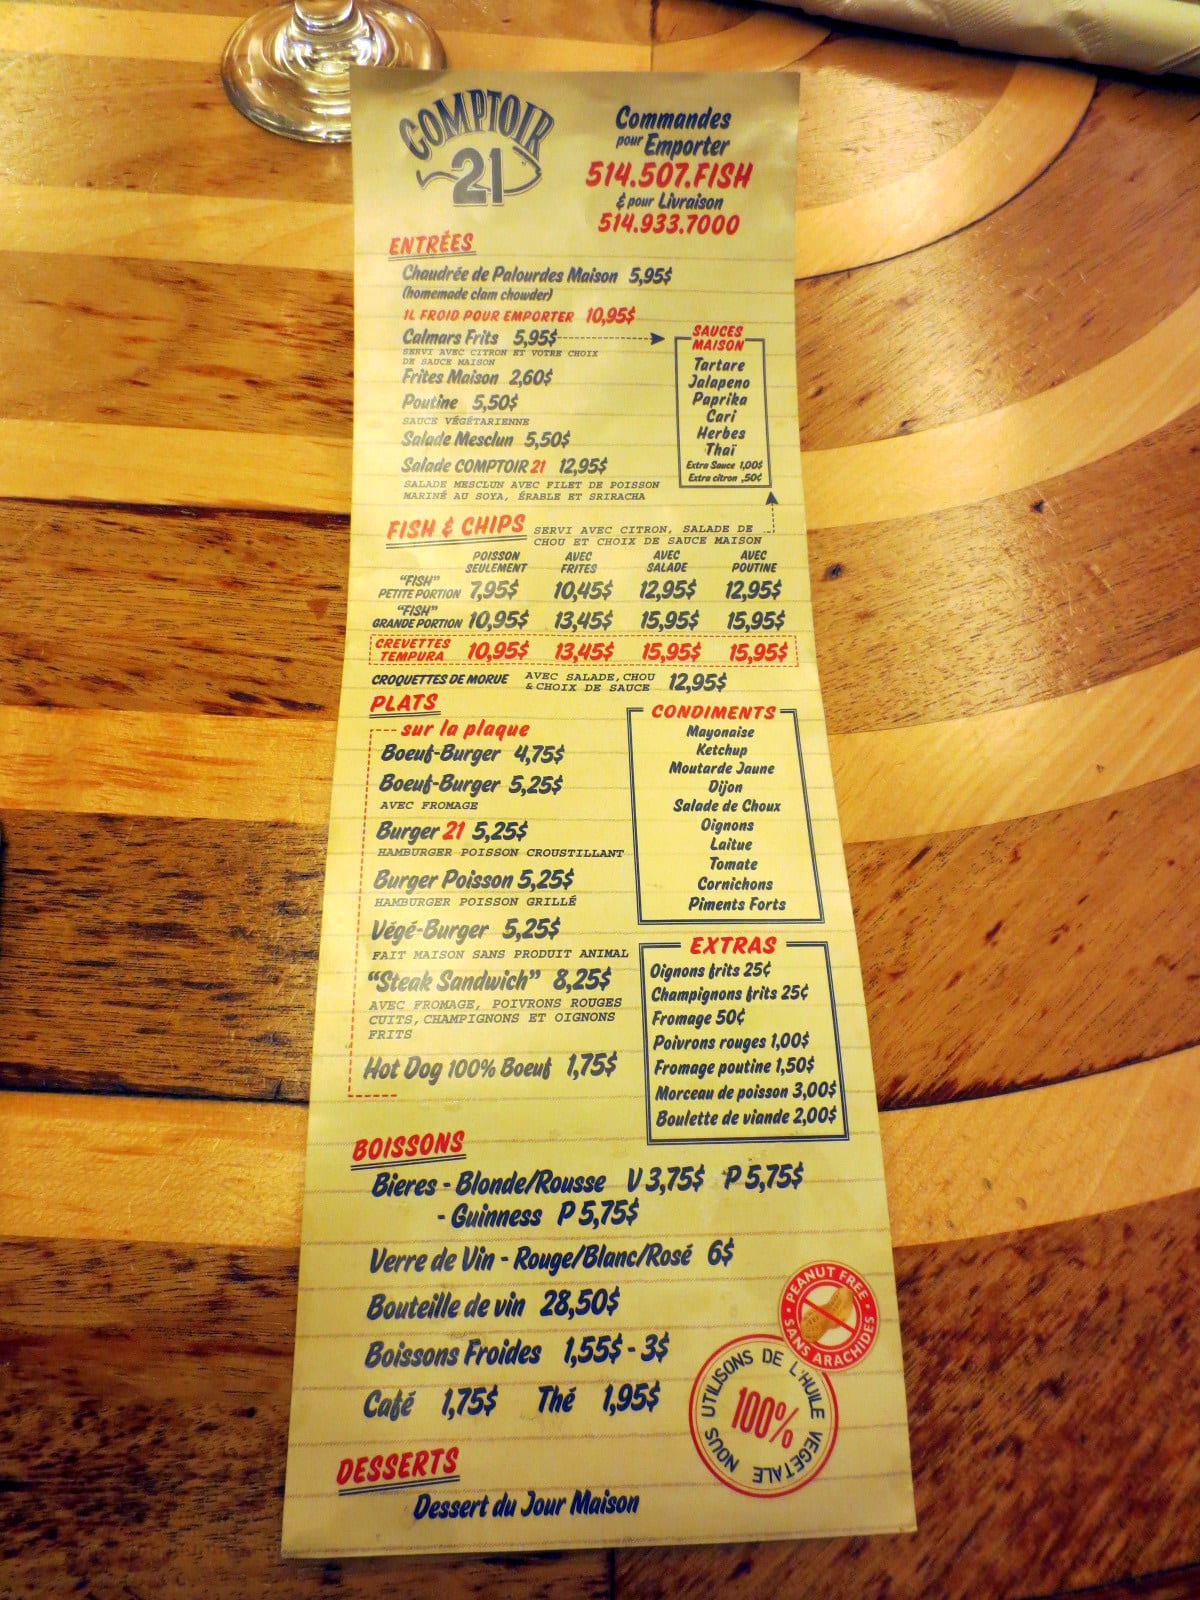 COMPTOIR
21
Commandes
pour Emporter
514.507.FISH
& pour Livraison
514.933.7000
ENTRÉES
Chaudrée de Palourdes Maison 5,95$
(homemade clam chowder)
1L FROID POUR EMPORTER 10,95$
Calmars Frits 5,95$
SERVI AVEC CITRON ET VOTRE CHOIX
DE SAUCE MAISON
Frites Maison 2,60$
Poutine 5,50$
SAUCE VÉGÉTARIENNE
Salade Mesclun 5,50$
Salade COMPTOIR 21 12,95$
SALADE MESCLUN AVEC FILET DE POISSON
MARINÉ AU SOYA, ÉRABLE ET SRIRACHA
SAUCES
MAISON
Tartare
Jalapeno
Paprika
Cari
Herbes
Thaï
Extra Sauce 1,00$
Extra citron ,50¢
FISH & CHIPS SERVI AVEC CITRON, SALADE DE
CHOU ET CHOIX DE SAUCE MAISON
POISSON AVEC AVEC AVEC
SEULEMENT FRITES SALADE POUTINE
"FISH"
PETITE PORTION 7,95$ 10,45$ 12,95$ 12,95$
"FISH"
GRANDE PORTION 10,95$ 13,45$ 15,95$ 15,95$
CREVETTES
TEMPURA 10,95$ 13,45$ 15,95$ 15,95$
CROQUETTES DE MORUE AVEC SALADE, CHOU
& CHOIX DE SAUCE 12,95$
PLATS
sur la plaque
Boeuf-Burger 4,75$
Boeuf-Burger 5,25$
AVEC FROMAGE
Burger 21 5,25$
HAMBURGER POISSON CROUSTILLANT
Burger Poisson 5,25$
HAMBURGER POISSON GRILLÉ
Végé-Burger 5,25$
FAIT MAISON SANS PRODUIT ANIMAL
"Steak Sandwich" 8,25$
AVEC FROMAGE, POIVRONS ROUGES
CUITS, CHAMPIGNONS ET OIGNONS
FRITS
Hot Dog 100% Boeuf 1,75$
CONDIMENTS
Mayonaise
Ketchup
Moutarde Jaune
Dijon
Salade de Choux
Oignons
Laitue
Tomate
Cornichons
Piments Forts
EXTRAS
Oignons frits 25¢
Champignons frits 25¢
Fromage 50¢
Poivrons rouges 1,00$
Fromage poutine 1,50$
Morceau de poisson 3,00$
Boulette de viande 2,00$
BOISSONS
Bieres - Blonde/Rousse V 3,75$ P 5,75$
- Guinness P 5,75$
Verre de Vin - Rouge/Blanc/Rosé 6$
Bouteille de vin 28,50$
Boissons Froides 1,55$ - 3$
Café 1,75$ Thé 1,95$
PEANUT FREE
SANS ARACHIDES
NOUS UTILISONS DE L'HUILE VEGETALE
100%
DESSERTS
Dessert du Jour Maison